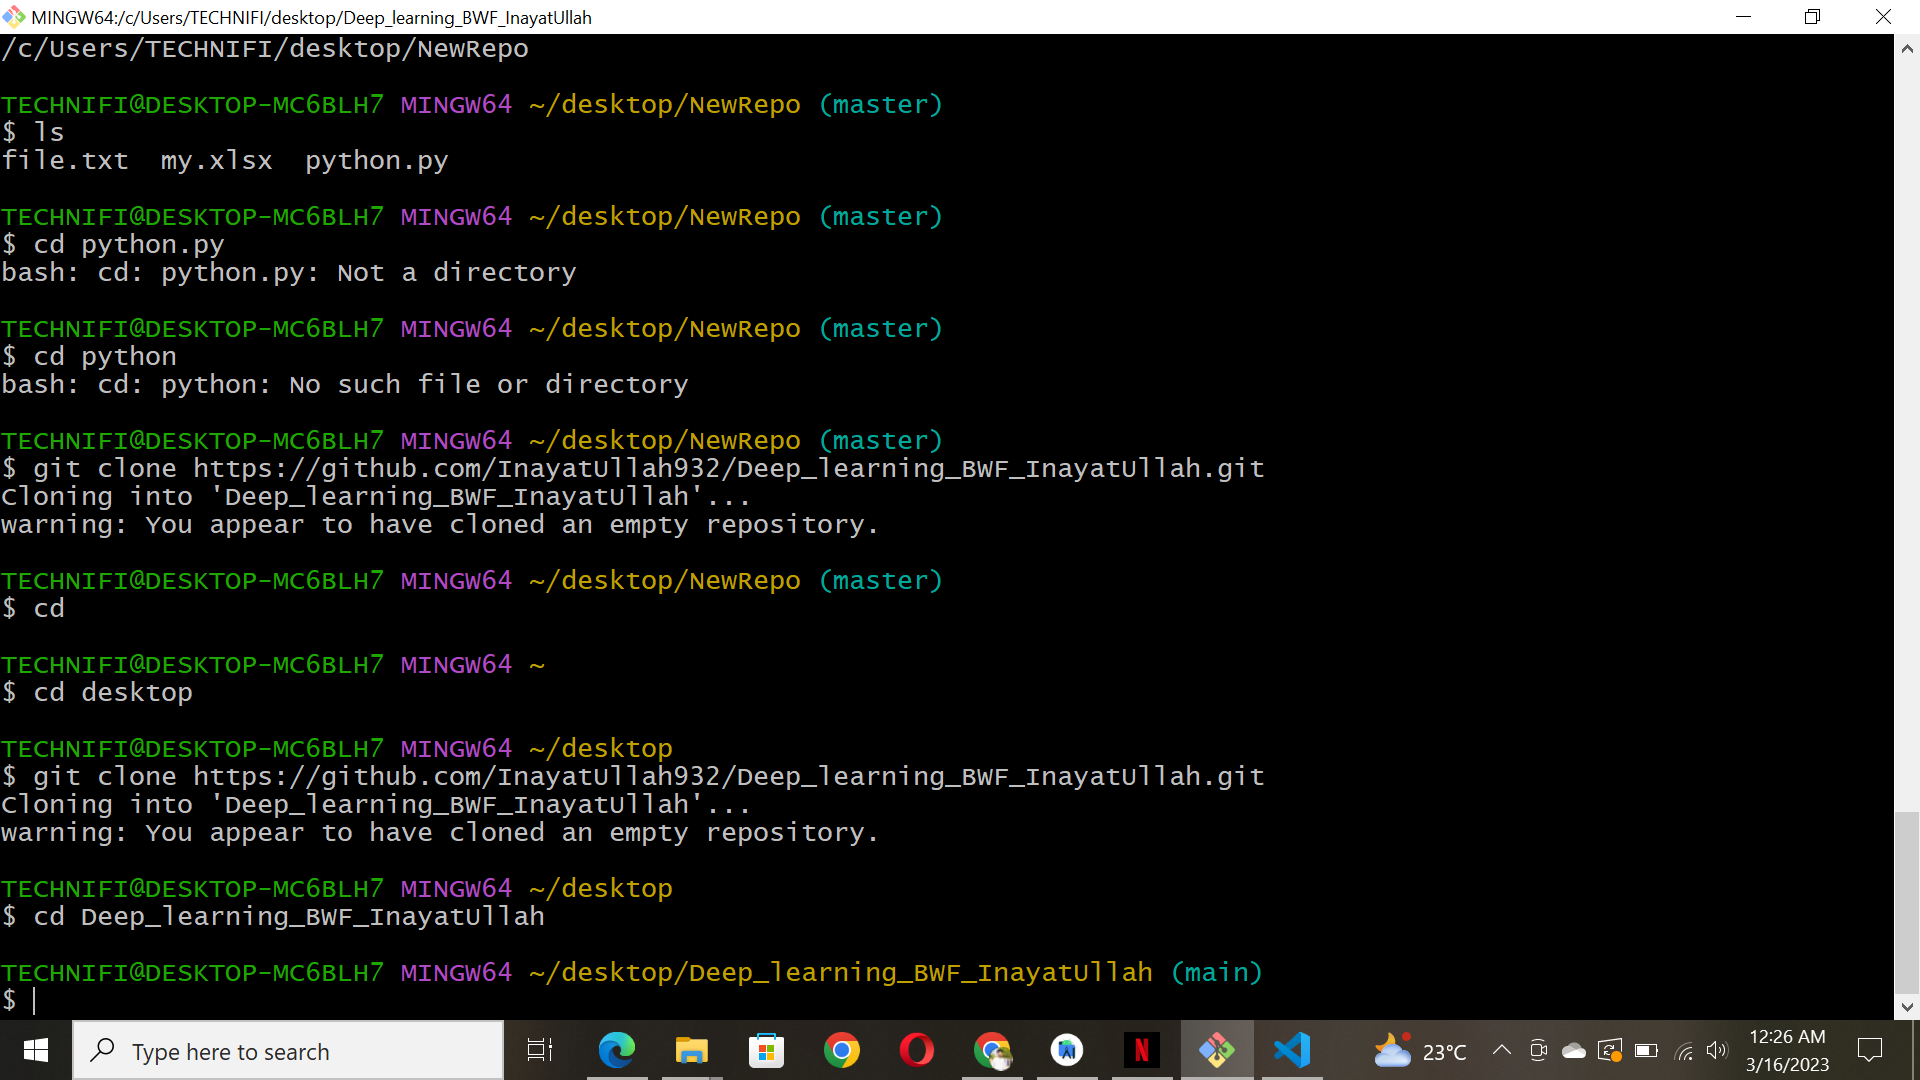 MINGW64:/c/Users/TECHNIFI/desktop/Deep_learning_BWF_InayatUllah
/c/Users/TECHNIFI/desktop/NewRepo
TECHNIFI@DESKTOP-MC6BLH7 MINGW64 ~/desktop/NewRepo (master)
$ ls
file.txt  my.xlsx  python.py
TECHNIFI@DESKTOP-MC6BLH7 MINGW64 ~/desktop/NewRepo (master)
$ cd python.py
bash: cd: python.py: Not a directory
TECHNIFI@DESKTOP-MC6BLH7 MINGW64 ~/desktop/NewRepo (master)
$ cd python
bash: cd: python: No such file or directory
TECHNIFI@DESKTOP-MC6BLH7 MINGW64 ~/desktop/NewRepo (master)
$ git clone https://github.com/InayatUllah932/Deep_learning_BWF_InayatUllah.git
Cloning into 'Deep_learning_BWF_InayatUllah'...
warning: You appear to have cloned an empty repository.
TECHNIFI@DESKTOP-MC6BLH7 MINGW64 ~/desktop/NewRepo (master)
$ cd
TECHNIFI@DESKTOP-MC6BLH7 MINGW64 ~
$ cd desktop
TECHNIFI@DESKTOP-MC6BLH7 MINGW64 ~/desktop
$ git clone https://github.com/InayatUllah932/Deep_learning_BWF_InayatUllah.git
Cloning into 'Deep_learning_BWF_InayatUllah'...
warning: You appear to have cloned an empty repository.
TECHNIFI@DESKTOP-MC6BLH7 MINGW64 ~/desktop
$ cd Deep_learning_BWF_InayatUllah
TECHNIFI@DESKTOP-MC6BLH7 MINGW64 ~/desktop/Deep_learning_BWF_InayatUllah (main)
$
Type here to search
N
23°C
12:26 AM
3/16/2023